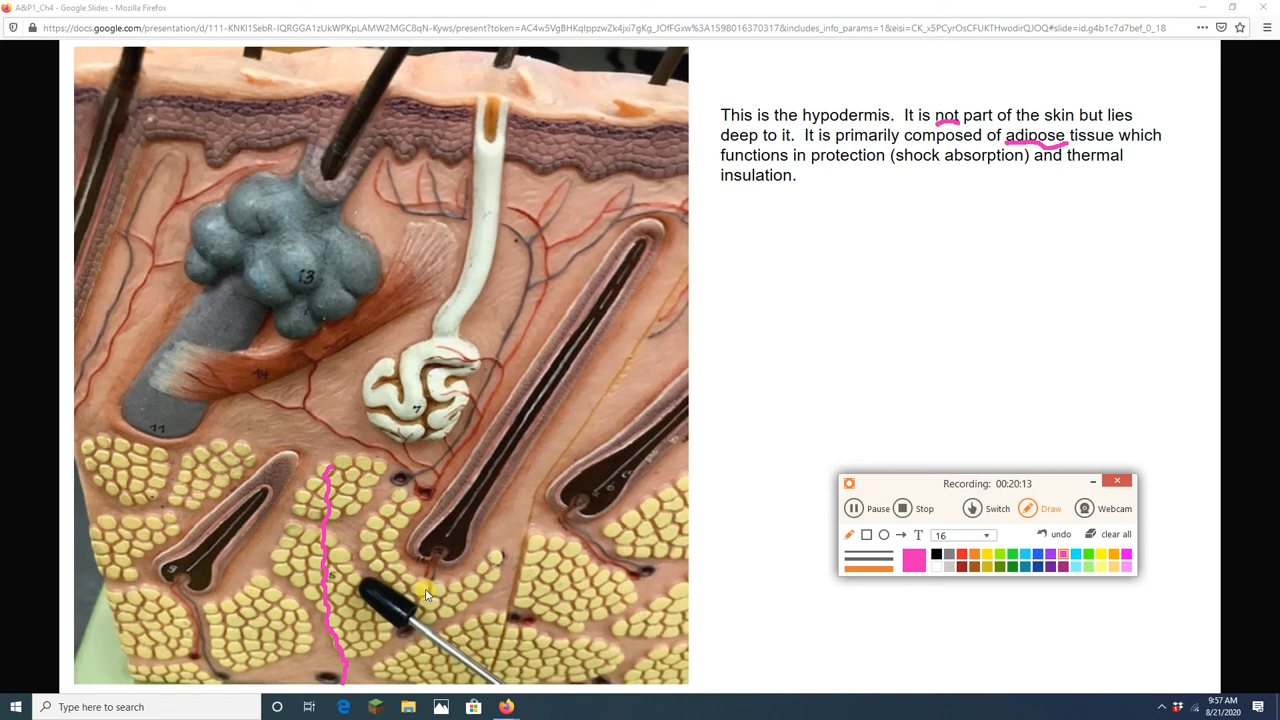 A&P1_Ch4 - Google Slides - Mozilla Firefox
https://docs.google.com/presentation/d/111-KNKI1SebR-IQRGGA1zUkWPKpLAMW2MGC8qN-Kyws/present?token=AC4w5VgBHKqIppzwZk4jxi7gKg_JOfFGxw%3A1598016370317&includes_info_params=1&eisi=CK_x5PCyrOsCFUKTHwodirQJOQ#slide=id.g4b1c7d7bef_0_18
This is the hypodermis. It is not part of the skin but lies
deep to it. It is primarily composed of adipose tissue which
functions in protection (shock absorption) and thermal
insulation.
13
14
7
11
5
9
Recording: 00:20:13
Pause Stop Switch Draw Webcam
T 16 undo clear all
Type here to search
9:57 AM
8/21/2020